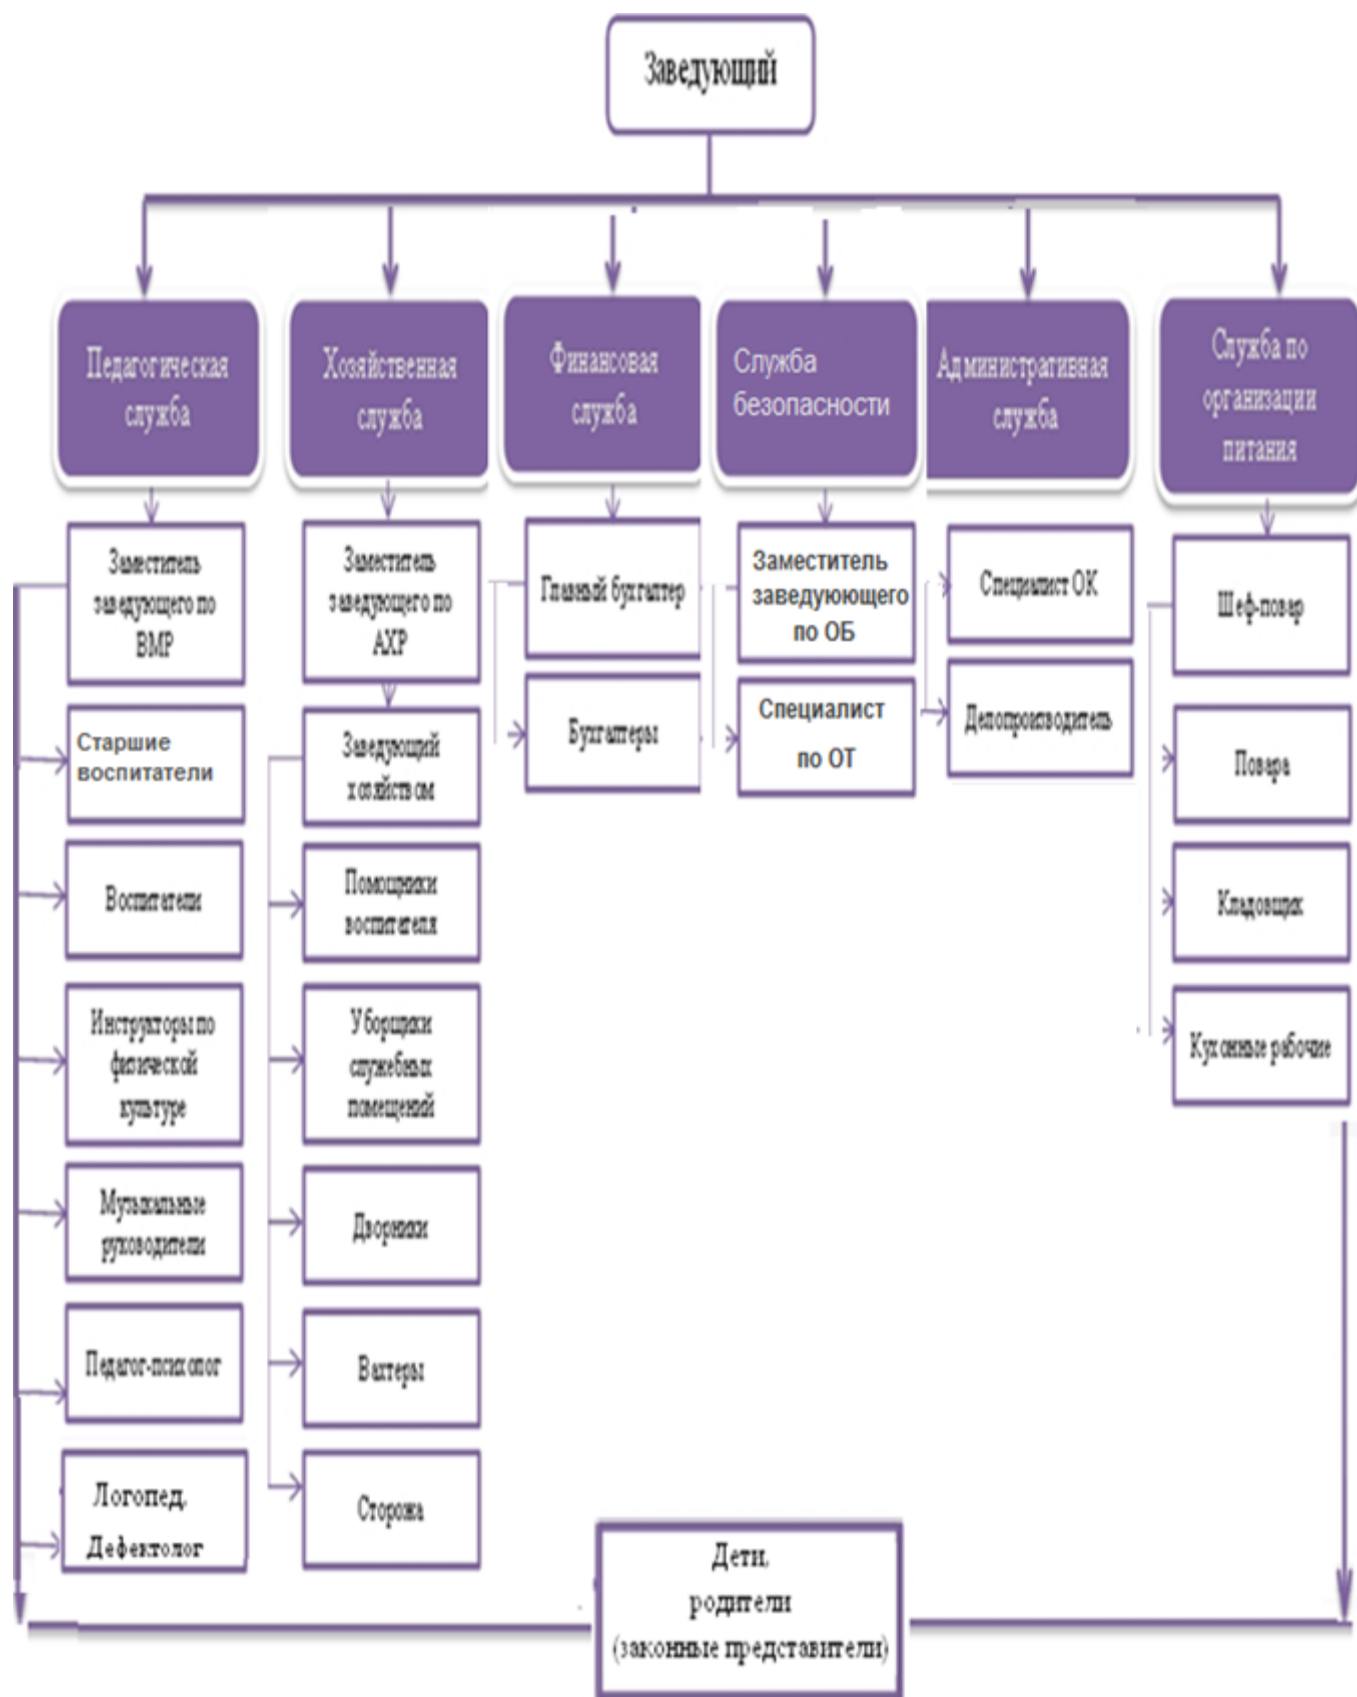 Заведующий
Педагогическая
служба
Хозяйственная
служба
Финансовая
служба
Служба
безопасности
Административная
служба
Служба по
организации
питания
Заместитель
заведующего по
ВМР
Старшие
воспитатели
Воспитатели
Инструкторы по
физической
культуре
Музыкальные
руководители
Педагог-психолог
Логопед,
Дефектолог
Заместитель
заведующего по
АХР
Заведующий
хозяйством
Помощники
воспитателя
Уборщики
служебных
помещений
Дворники
Вахтеры
Сторожа
Главный бухгалтер
Бухгалтеры
Заместитель
заведуюющего
по ОБ
Специалист
по ОТ
Специалист ОК
Делопроизводитель
Шеф-повар
Повара
Кладовщик
Кухонные рабочие
Дети,
родители
(законные представители)